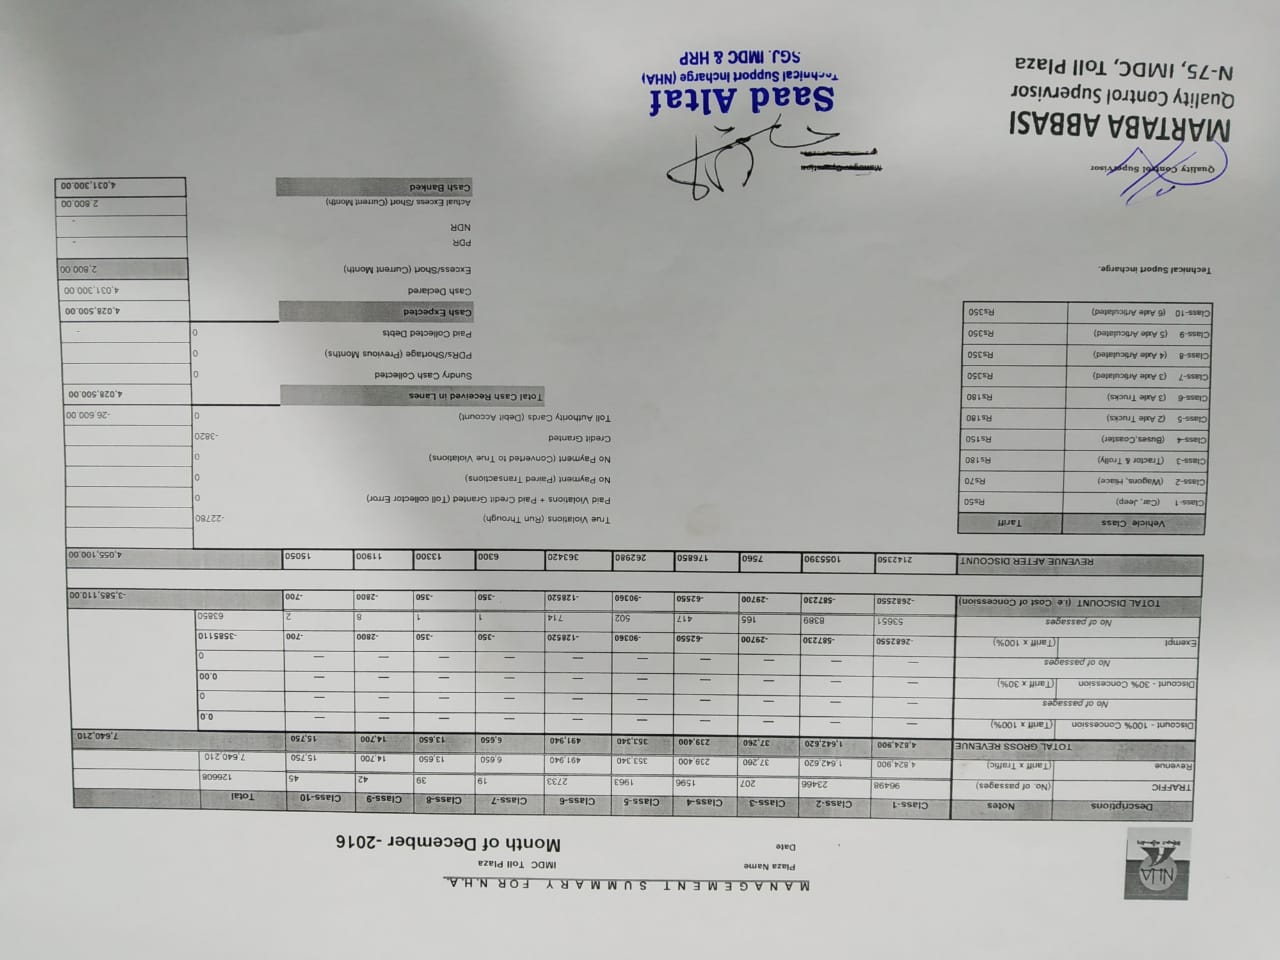 NHA
MANAGEMENT SUMMARY FOR N.H.A.
Plaza Name IMDC Toll Plaza
Date Month of December -2016
Descriptions Notes Class-1 Class-2 Class-3 Class-4 Class-5 Class-6 Class-7 Class-8 Class-9 Class-10 Total
TRAFFIC (No. of passages) 96498 23466 207 1596 1963 2733 19 39 42 45 126608
Revenue (Tariff x Traffic) 4,824,900 1,642,620 37,260 239,400 353,340 491,940 6,650 13,650 14,700 15,750 7,640,210
TOTAL GROSS REVENUE 4,824,900 1,642,620 37,260 239,400 353,340 491,940 6,650 13,650 14,700 15,750 7,640,210
Discount - 100% Concession (Tariff x 100%) — — — — — — — — — — 0.0
No of passages — — — — — — — — — — 0
Discount - 30% Concession (Tariff x 30%) — — — — — — — — — — 0.00
No of passages — — — — — — — — — — 0
Exempt (Tariff x 100%) -2682550 -587230 -29700 -62550 -90360 -128520 -350 -350 -2800 -700 -3585110
No of passages 53651 8389 165 417 502 714 1 1 8 2 63850
TOTAL DISCOUNT (i.e Cost of Concession) -2682550 -587230 -29700 -62550 -90360 -128520 -350 -350 -2800 -700 -3,585,110.00
REVENUE AFTER DISCOUNT 2142350 1055390 7560 176850 262980 363420 6300 13300 11900 15050 4,055,100.00
Vehicle Class Tariff
Class-1 (Car, Jeep) Rs50
Class-2 (Wagons, Hiace) Rs70
Class-3 (Tractor & Trolly) Rs180
Class-4 (Buses,Coaster) Rs150
Class-5 (2 Axle Trucks) Rs180
Class-6 (3 Axle Trucks) Rs180
Class-7 (3 Axle Articulated) Rs350
Class-8 (4 Axle Articulated) Rs350
Class-9 (5 Axle Articulated) Rs350
Class-10 (6 Axle Articulated) Rs350
True Violations (Run Through) -22780
Paid Violations + Paid Credit Granted (Toll collector Error) 0
No Payment (Paired Transactions) 0
No Payment (Converted to True Violations) 0
Credit Granted -3820
Toll Authority Cards (Debit Account) 0 -26,600.00
Total Cash Received in Lanes 4,028,500.00
Sundry Cash Collected 0
PDRs/Shortage (Previous Months) 0
Paid Collected Debts 0 -
Cash Expected 4,028,500.00
Cash Declared 4,031,300.00
Excess/Short (Current Month) 2,800.00
PDR -
NDR -
Actual Excess /Short (Current Month) 2,800.00
Cash Banked 4,031,300.00
Technical Suport incharge.
Quality Control Supervisor
MARTABA ABBASI
Quality Control Supervisor
N-75, IMDC, Toll Plaza
Saad Altaf
Technical Support Incharge (NHA)
SGJ. IMDC & HRP